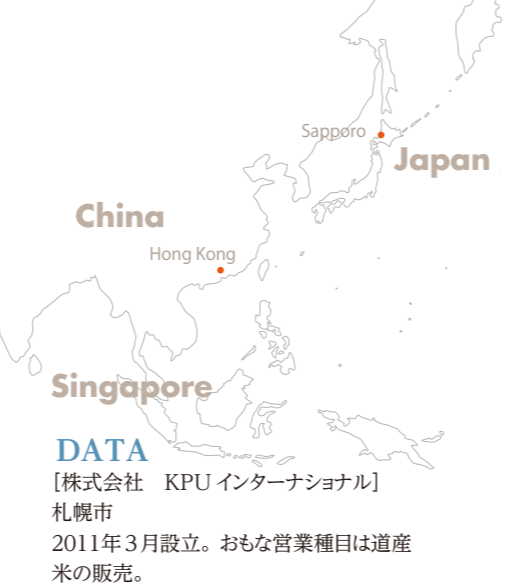 Sapporo
Japan
China
Hong Kong
Singapore
DATA
[株式会社　KPU インターナショナル]
札幌市
2011年３月設立。おもな営業種目は道産
米の販売。